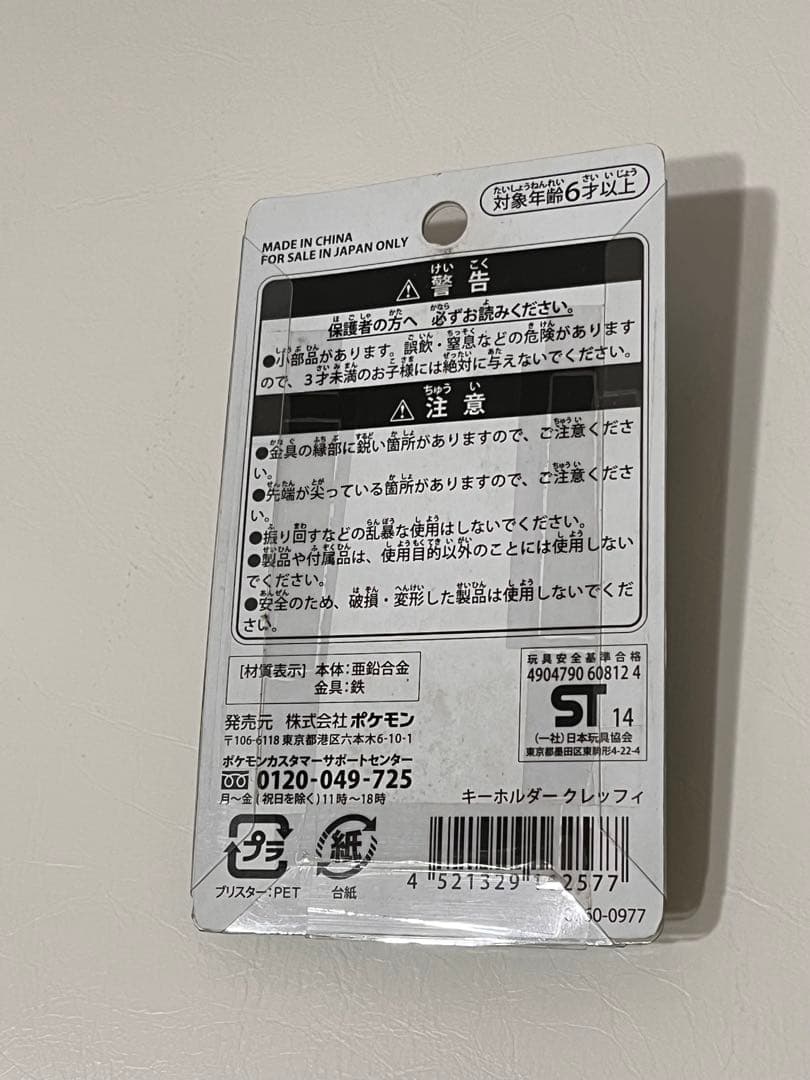 対象年齢6才以上
MADE IN CHINA
FOR SALE IN JAPAN ONLY
警告
保護者の方へ 必ずお読みください。
●小部品があります。誤飲・窒息などの危険があります
ので、3才未満のお子様には絶対に与えないでください。
注意
●金具の縁部に鋭い箇所がありますので、ご注意くださ
い。
●先端が尖っている箇所がありますので、ご注意くださ
い。
●振り回すなどの乱暴な使用はしないでください。
●製品や付属品は、使用目的以外のことには使用しない
でください。
●安全のため、破損・変形した製品は使用しないでくだ
さい。
[材質表示] 本体:亜鉛合金
金具:鉄
玩具安全基準合格
4904790 60812 4
ST 14
(一社)日本玩具協会
東京都墨田区東駒形4-22-4
発売元 株式会社ポケモン
〒106-6118 東京都港区六本木6-10-1
ポケモンカスタマーサポートセンター
0120-049-725
月～金(祝日を除く)11時～18時
キーホルダー クレッフィ
プラ
紙
ブリスター:PET
台紙
4 521329 2577
60-0977